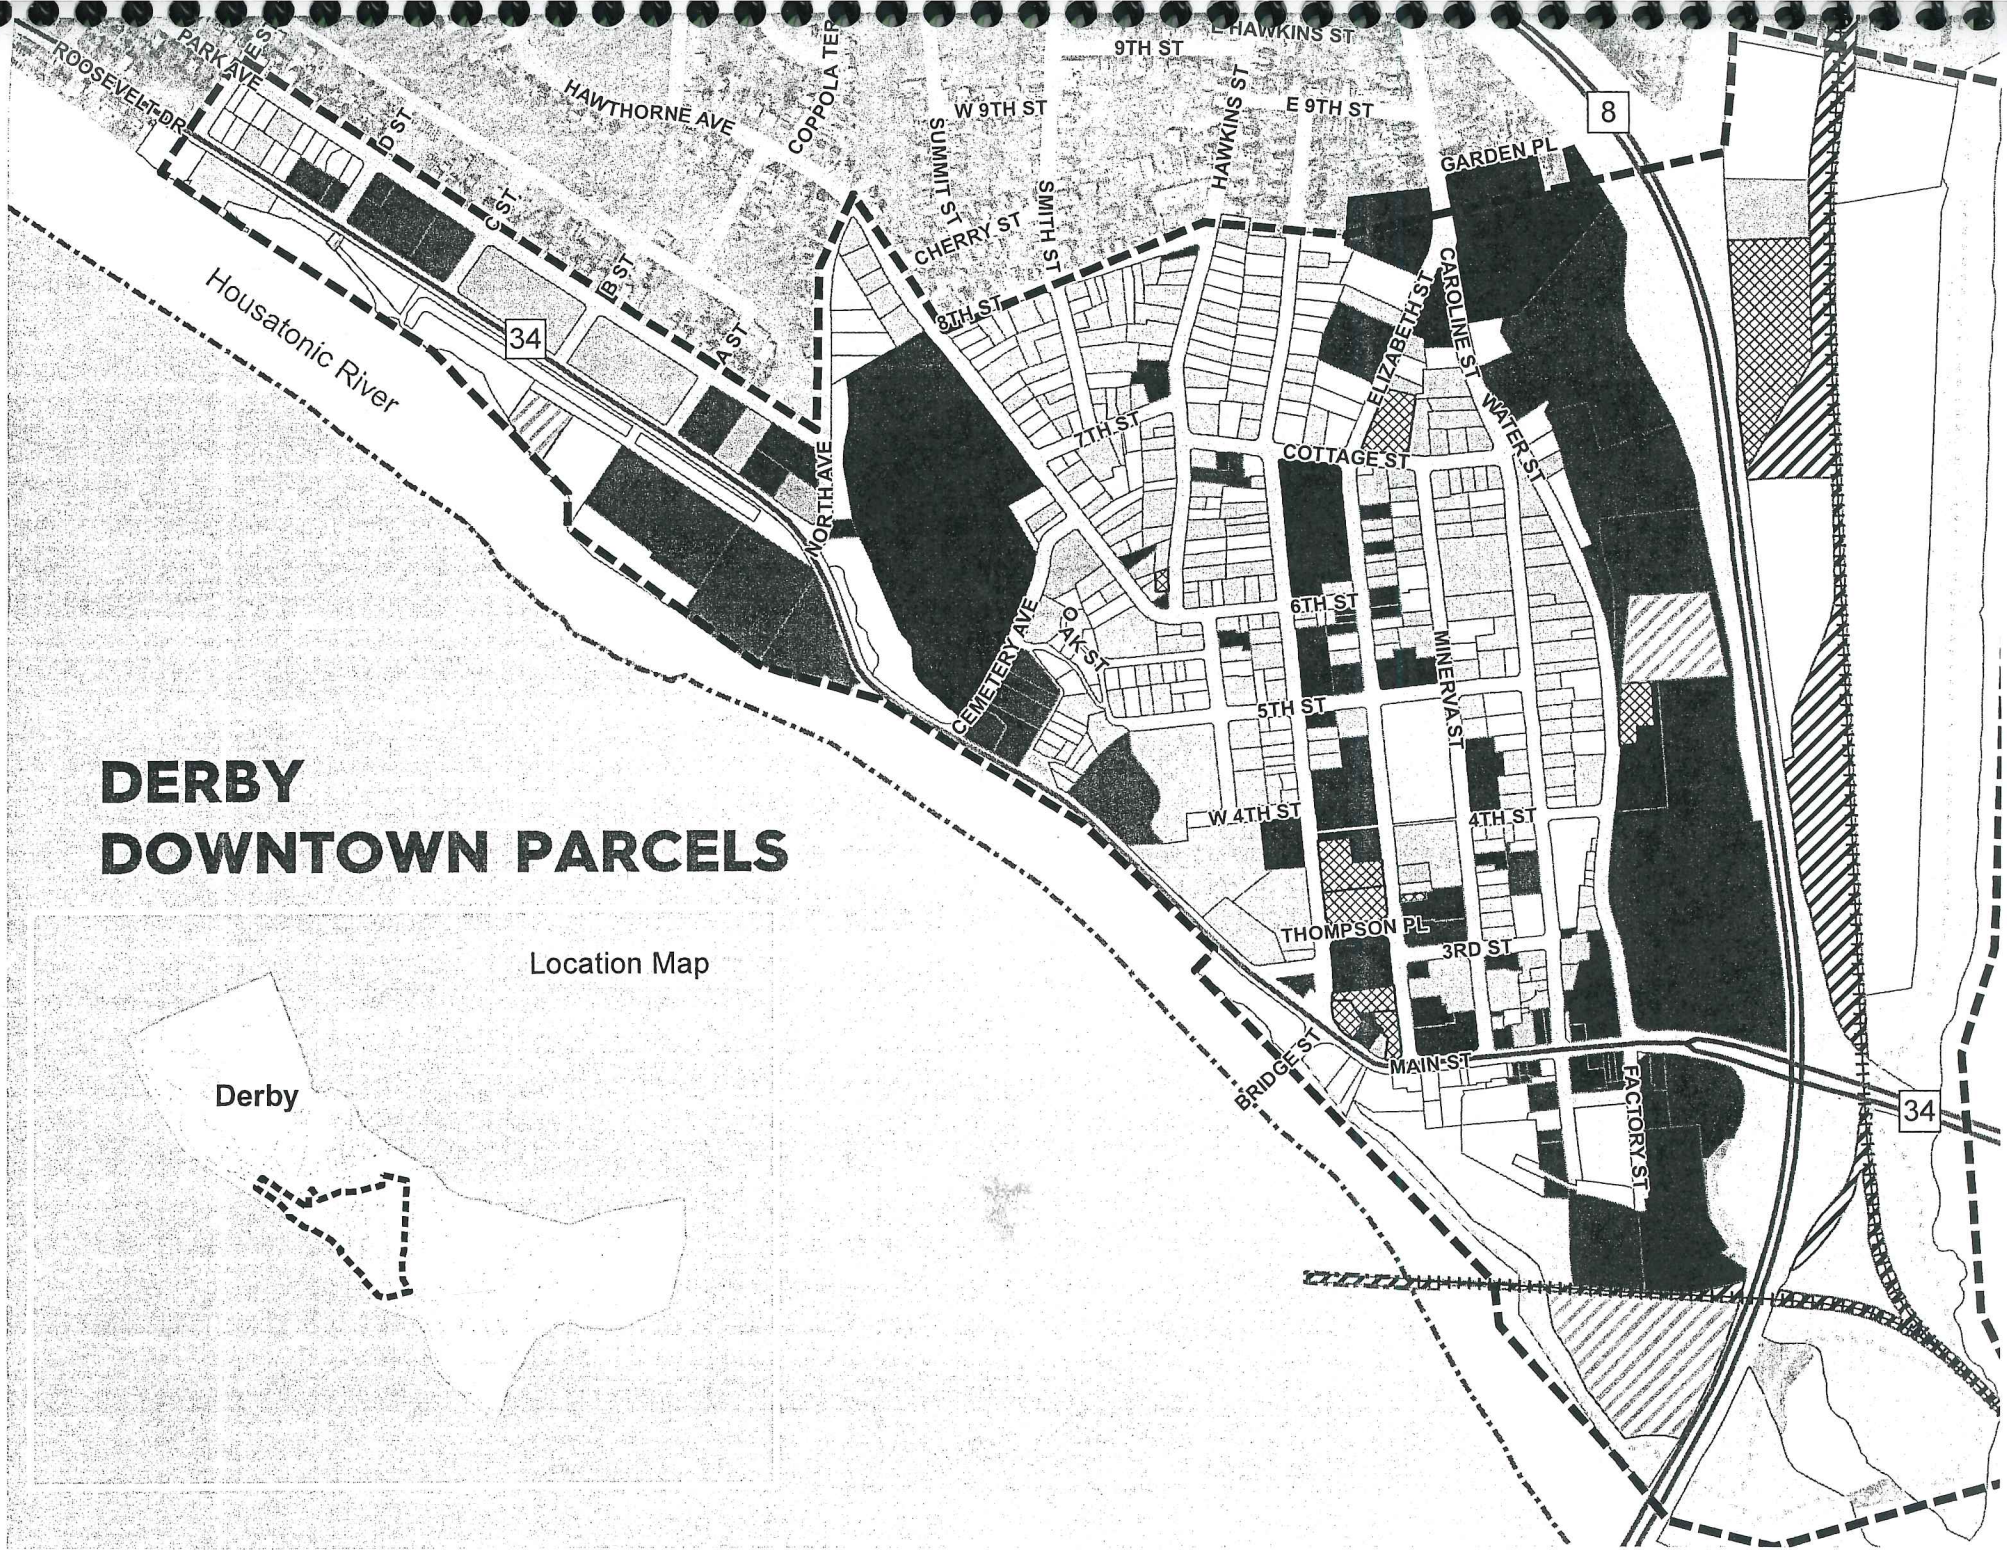 E HAWKINS ST
9TH ST
PARK AVE
E S
ROOSEVELT DR
HAWTHORNE AVE
COPPOLA TER
W 9TH ST
HAWKINS ST
E 9TH ST
8
D ST
SUMMIT ST
GARDEN PL
C ST
SMITH ST
CHERRY ST
B ST
Housatonic River
8TH ST
ELIZABETH ST
CAROLINE ST
34
A ST
7TH ST
WATER ST
NORTH AVE
COTTAGE ST
CEMETERY AVE
OAK ST
6TH ST
MINERVA ST
5TH ST
DERBY
DOWNTOWN PARCELS
W 4TH ST
4TH ST
THOMPSON PL
3RD ST
Location Map
Derby
BRIDGE ST
MAIN ST
FACTORY ST
34